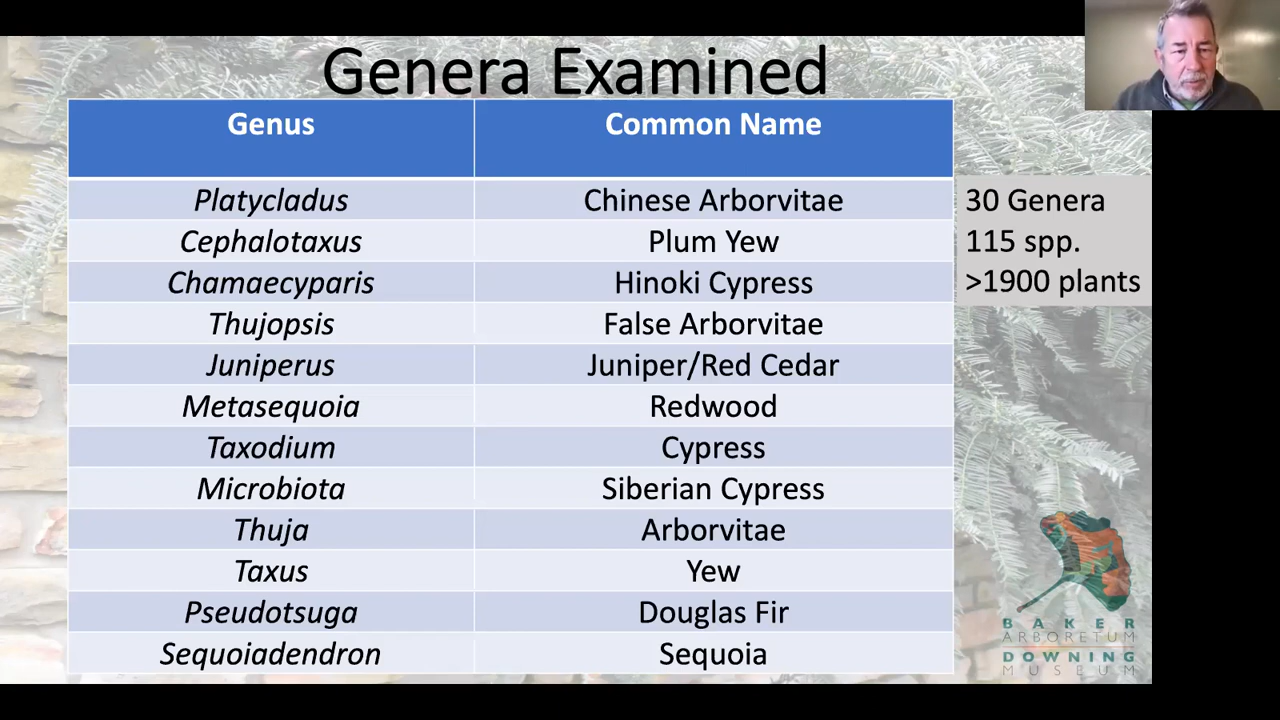 Genera Examined
Genus Common Name
Platycladus Chinese Arborvitae
Cephalotaxus Plum Yew
Chamaecyparis Hinoki Cypress
Thujopsis False Arborvitae
Juniperus Juniper/Red Cedar
Metasequoia Redwood
Taxodium Cypress
Microbiota Siberian Cypress
Thuja Arborvitae
Taxus Yew
Pseudotsuga Douglas Fir
Sequoiadendron Sequoia
30 Genera
115 spp.
>1900 plants
BAKER
ARBORETUM
DOWNING
MUSEUM